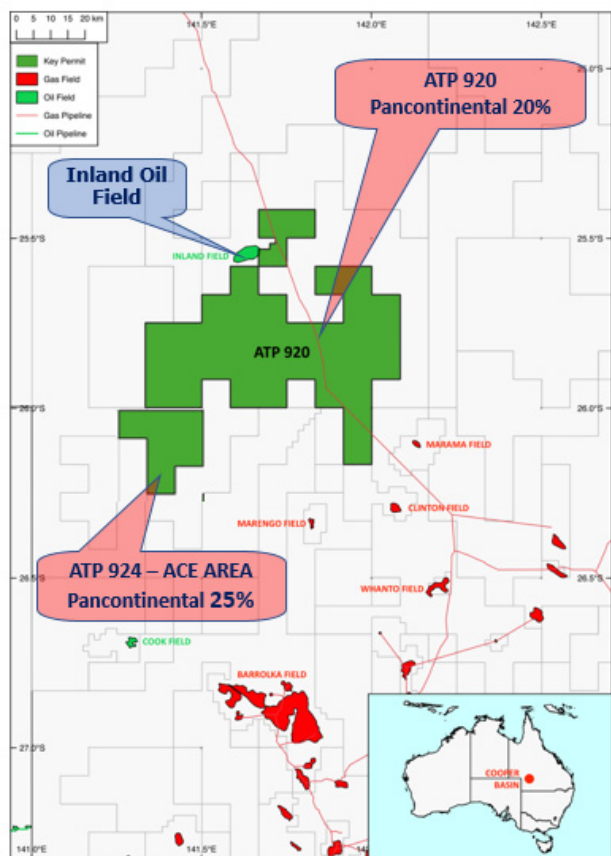 141.5°E
142.0°E
142.5°E
0 5 10 15 20 km
Key Permit
Gas Field
Oil Field
Gas Pipeline
Oil Pipeline
25.0°S
ATP 920
Pancontinental 20%
Inland Oil
Field
25.5°S
INLAND FIELD
ATP 920
26.0°S
26.0°S
MARAMA FIELD
MARENGO FIELD
CLINTON FIELD
ATP 924 – ACE AREA
Pancontinental 25%
26.5°S
WHANTO FIELD
COOK FIELD
BARROLKA FIELD
27.0°S
COOPER
BASIN
141.0°E
141.5°E